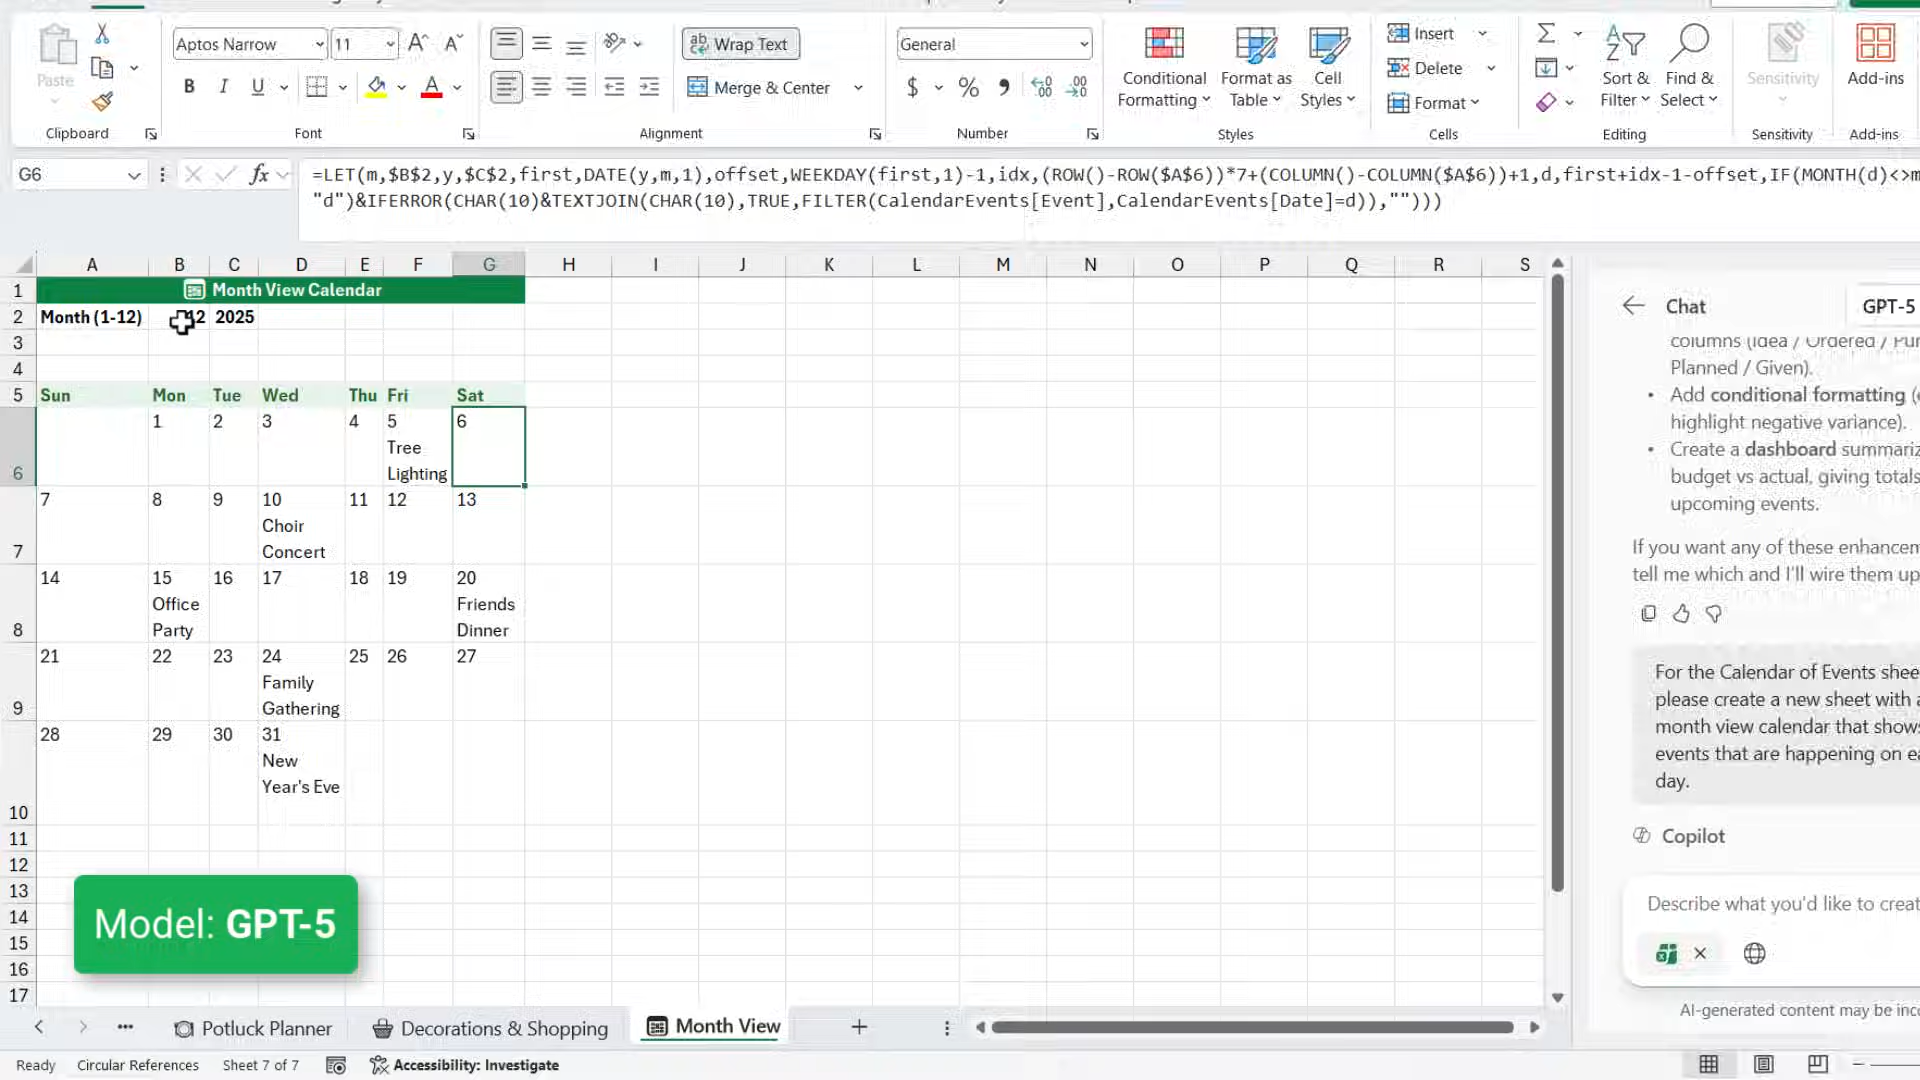 Paste
Aptos Narrow
11
Wrap Text
Merge & Center
General
Conditional Formatting
Format as Table
Cell Styles
Insert
Delete
Format
Sort & Filter
Find & Select
Sensitivity
Add-ins
Clipboard
Font
Alignment
Number
Styles
Cells
Editing
Sensitivity
Add-ins
G6
=LET(m,$B$2,y,$C$2,first,DATE(y,m,1),offset,WEEKDAY(first,1)-1,idx,(ROW()-ROW($A$6))*7+(COLUMN()-COLUMN($A$6))+1,d,first+idx-1-offset,IF(MONTH(d)<>m
"d")&IFERROR(CHAR(10)&TEXTJOIN(CHAR(10),TRUE,FILTER(CalendarEvents[Event],CalendarEvents[Date]=d)),"")))
A B C D E F G H I J K L M N O P Q R S
1 Month View Calendar
2 Month (1-12) 12 2025
3
4
5 Sun Mon Tue Wed Thu Fri Sat
1 2 3 4 5 6
Tree
6 Lighting
7 8 9 10 11 12 13
Choir
7 Concert
14 15 16 17 18 19 20
Office Friends
8 Party Dinner
21 22 23 24 25 26 27
Family
9 Gathering
28 29 30 31
New
Year's Eve
10
11
12
13
14
15
16
17
Model: GPT-5
Chat
GPT-5
columns (Idea / Ordered /
Planned / Given).
• Add conditional formatting
highlight negative variance).
• Create a dashboard
budget vs actual, giving totals
upcoming events.
If you want any of these
tell me which and I'll wire them up
For the Calendar of Events
please create a new sheet with a
month view calendar that shows
events that are happening on
day.
Copilot
Describe what you'd like to
AI-generated content may be
Potluck Planner
Decorations & Shopping
Month View
Ready
Circular References
Sheet 7 of 7
Accessibility: Investigate